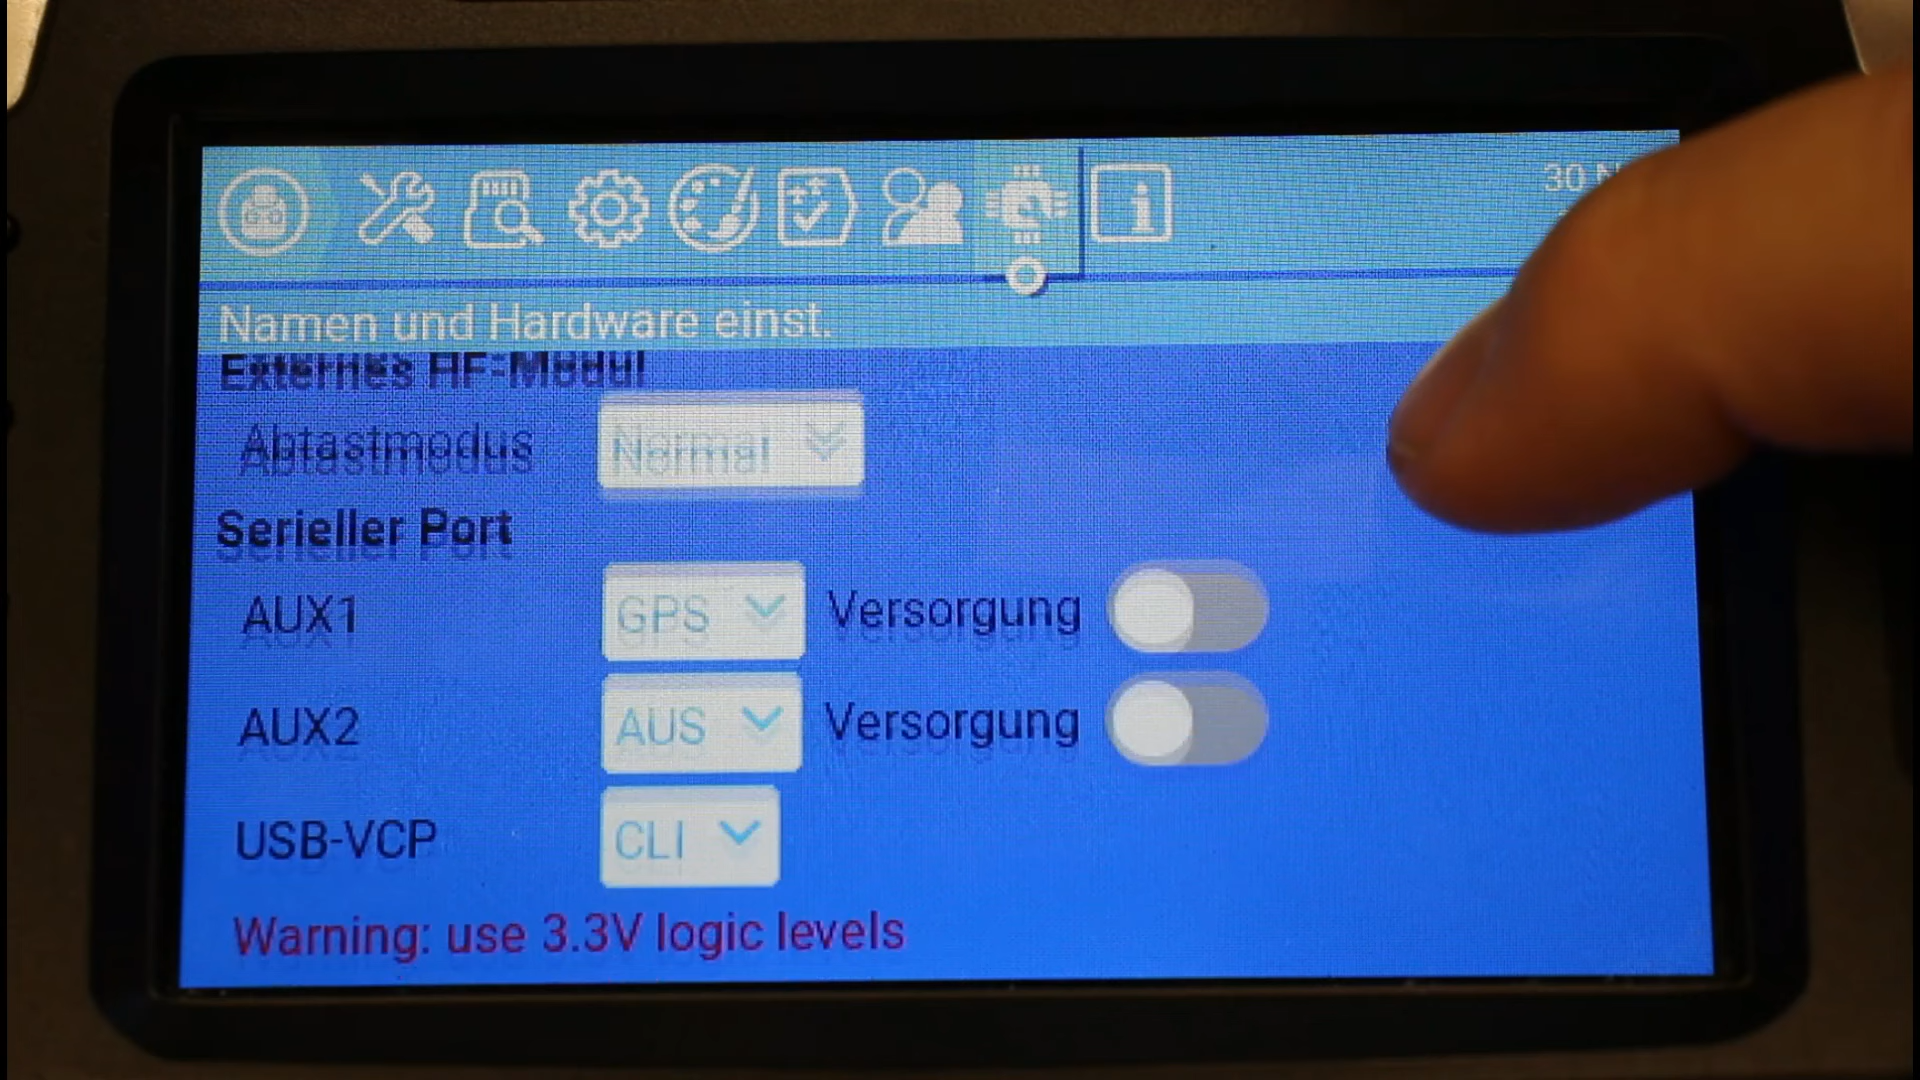 30 N
Namen und Hardware einst.
Externes HF-Modul
Abtastmodus Normal
Serieller Port
AUX1 GPS Versorgung
AUX2 AUS Versorgung
USB-VCP CLI
Warning: use 3.3V logic levels